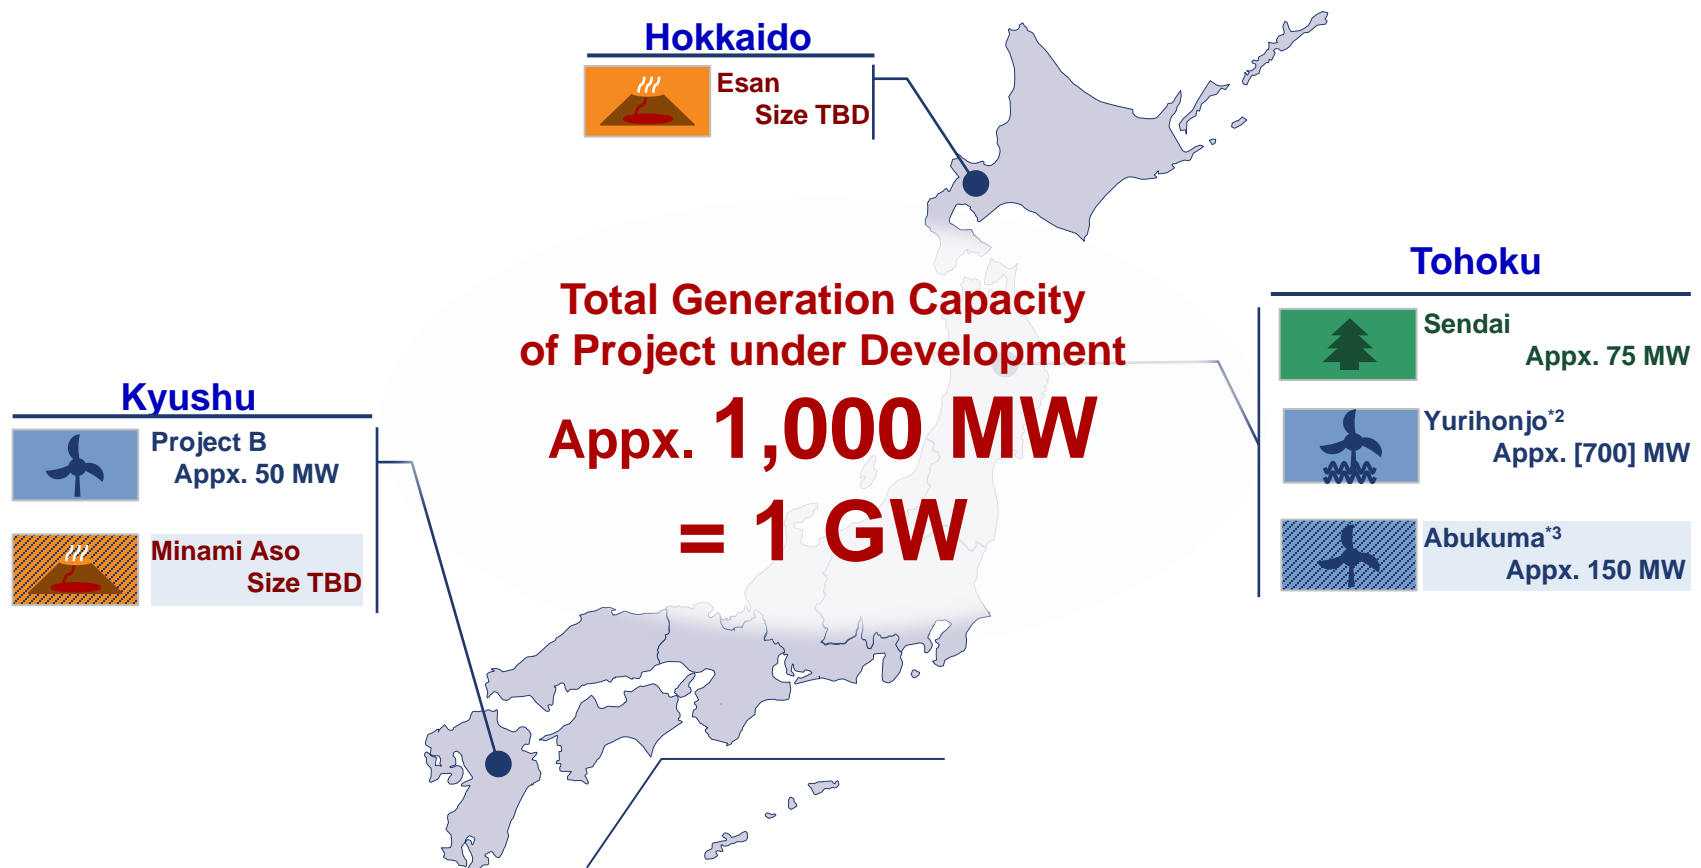 Hokkaido
Esan
Size TBD
Tohoku
Sendai
Appx. 75 MW
Yurihonjo*2
Appx. [700] MW
Abukuma*3
Appx. 150 MW
Total Generation Capacity
of Project under Development
Appx. 1,000 MW
= 1 GW
Kyushu
Project B
Appx. 50 MW
Minami Aso
Size TBD